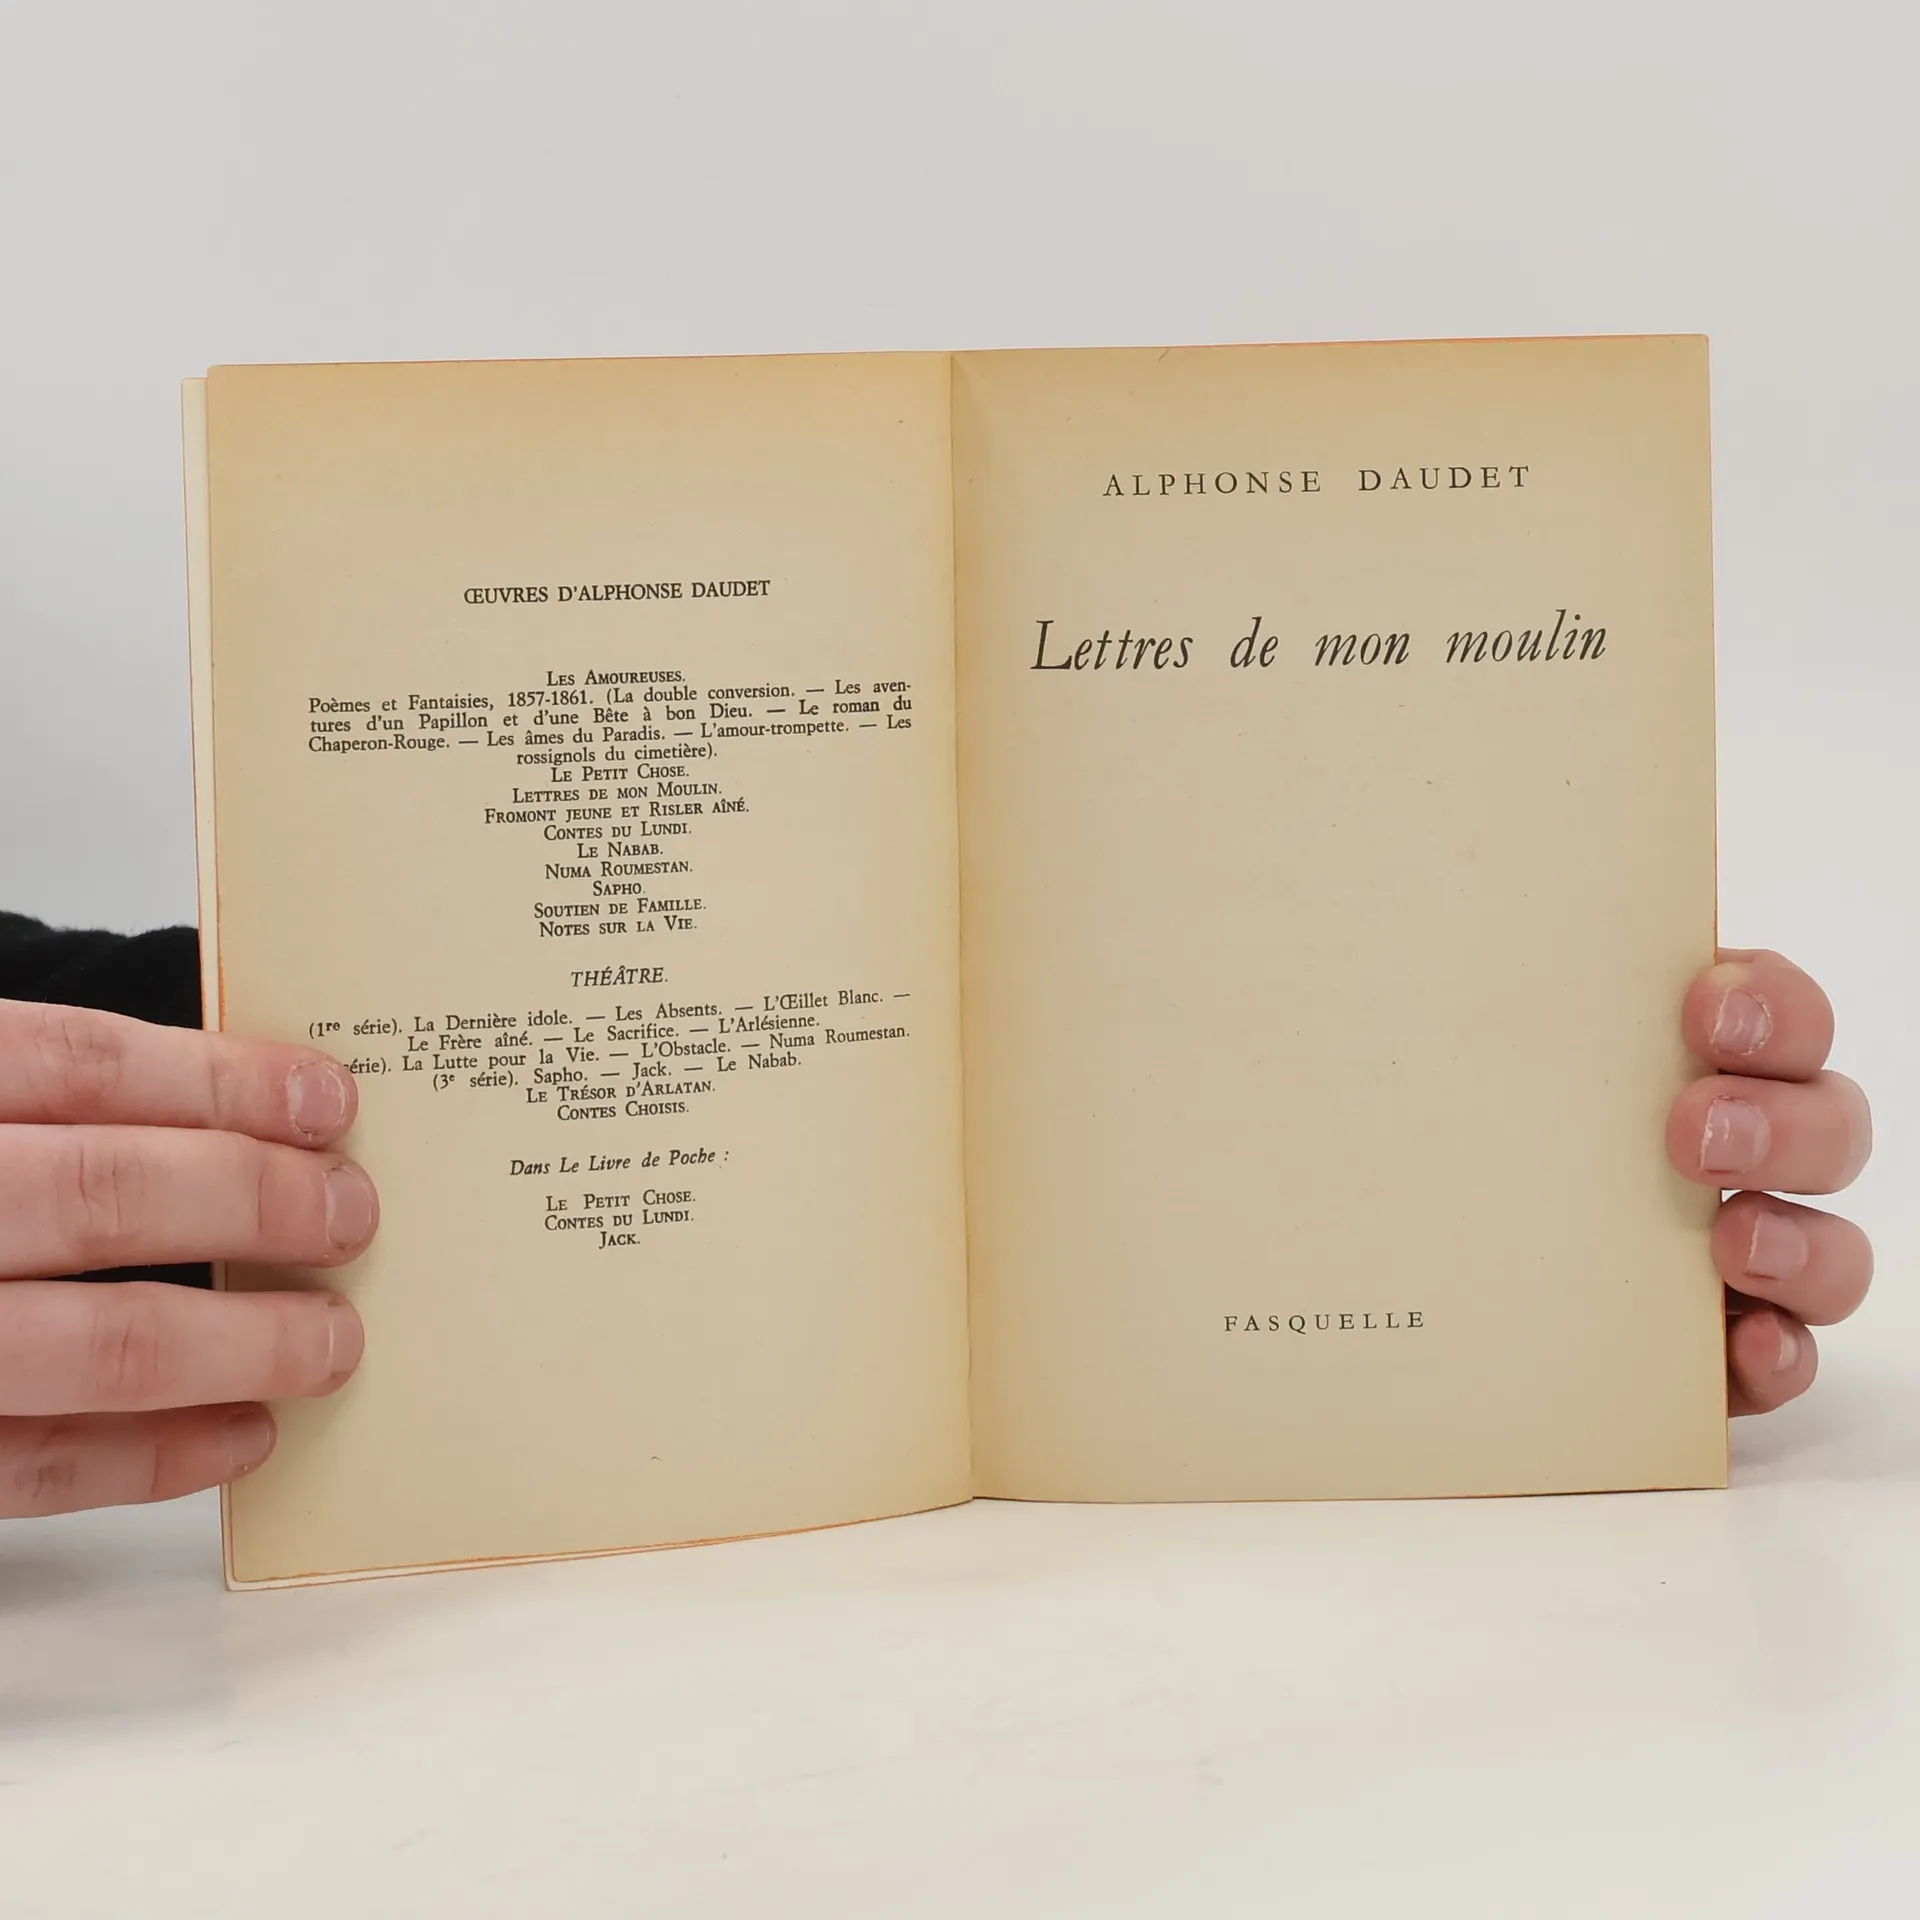 ŒUVRES D'ALPHONSE DAUDET
LES AMOUREUSES.
Poèmes et Fantaisies, 1857-1861. (La double conversion. — Les aven-
tures d'un Papillon et d'une Bête à bon Dieu. — Le roman du
Chaperon-Rouge. — Les âmes du Paradis. — L'amour-trompette. — Les
rossignols du cimetière).
LE PETIT CHOSE.
LETTRES DE MON MOULIN.
FROMONT JEUNE ET RISLER AÎNÉ.
CONTES DU LUNDI.
LE NABAB.
NUMA ROUMESTAN.
SAPHO.
SOUTIEN DE FAMILLE.
NOTES SUR LA VIE.
THÉÂTRE.
(1re série). La Dernière idole. — Les Absents. — L'Œillet Blanc. —
Le Frère aîné. — Le Sacrifice. — L'Arlésienne.
série). La Lutte pour la Vie. — L'Obstacle. — Numa Roumestan.
(3e série). Sapho. — Jack. — Le Nabab.
LE TRÉSOR D'ARLATAN.
CONTES CHOISIS.
Dans Le Livre de Poche :
LE PETIT CHOSE.
CONTES DU LUNDI.
JACK.
ALPHONSE DAUDET
Lettres de mon moulin
FASQUELLE